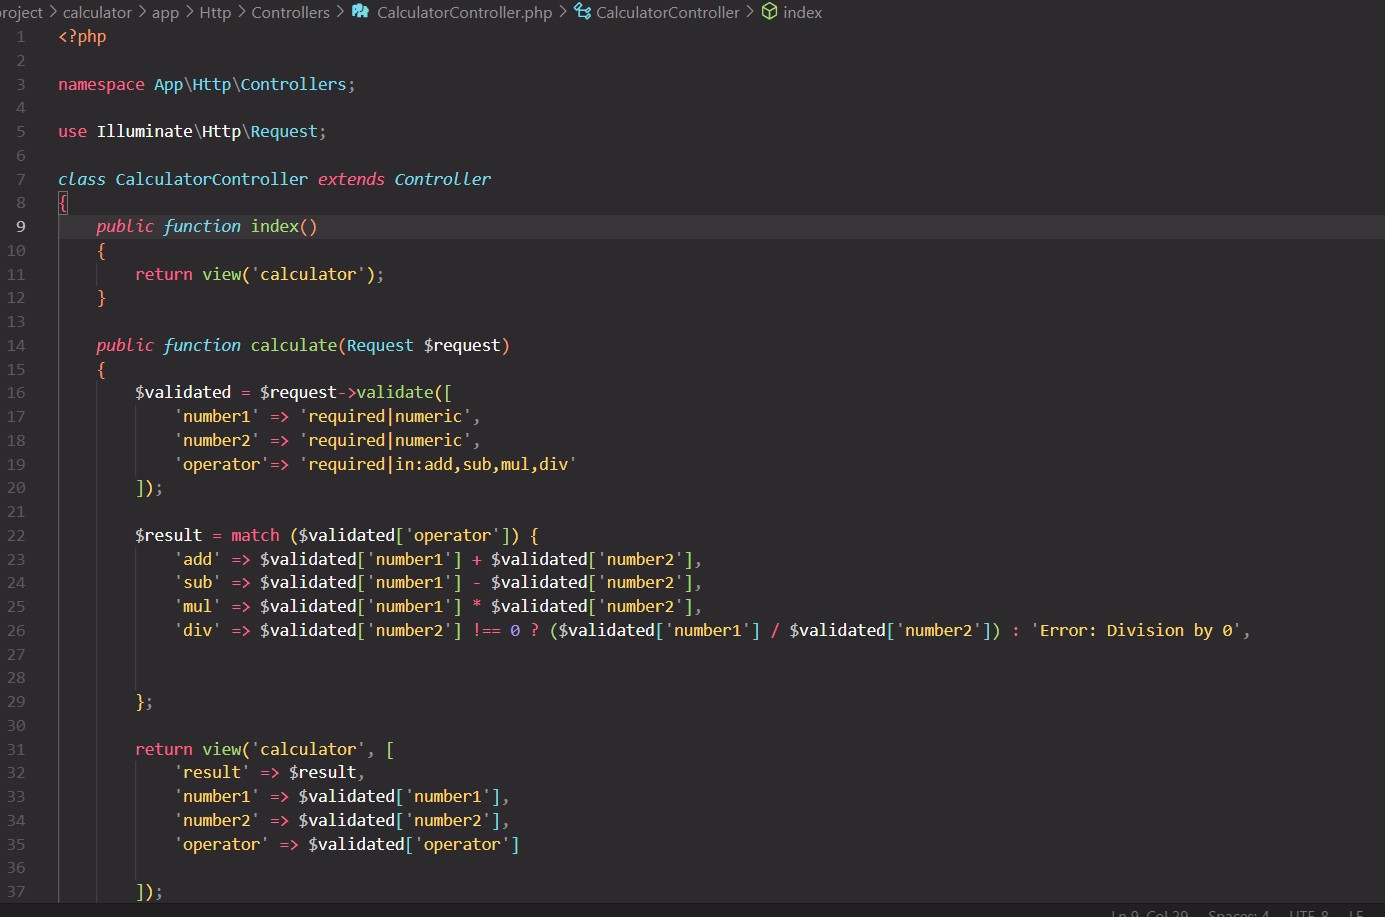 roject > calculator > app > Http > Controllers > CalculatorController.php > CalculatorController > index
1 <?php
2
3 namespace App\Http\Controllers;
4
5 use Illuminate\Http\Request;
6
7 class CalculatorController extends Controller
8 {
9     public function index()
10     {
11         return view('calculator');
12     }
13
14     public function calculate(Request $request)
15     {
16         $validated = $request->validate([
17             'number1' => 'required|numeric',
18             'number2' => 'required|numeric',
19             'operator'=> 'required|in:add,sub,mul,div'
20         ]);
21
22         $result = match ($validated['operator']) {
23             'add' => $validated['number1'] + $validated['number2'],
24             'sub' => $validated['number1'] - $validated['number2'],
25             'mul' => $validated['number1'] * $validated['number2'],
26             'div' => $validated['number2'] !== 0 ? ($validated['number1'] / $validated['number2']) : 'Error: Division by 0',
27
28
29         };
30
31         return view('calculator', [
32             'result' => $result,
33             'number1' => $validated['number1'],
34             'number2' => $validated['number2'],
35             'operator' => $validated['operator']
36
37         ]);
Ln 9, Col 29 Spaces: 4 UTF-8 LF